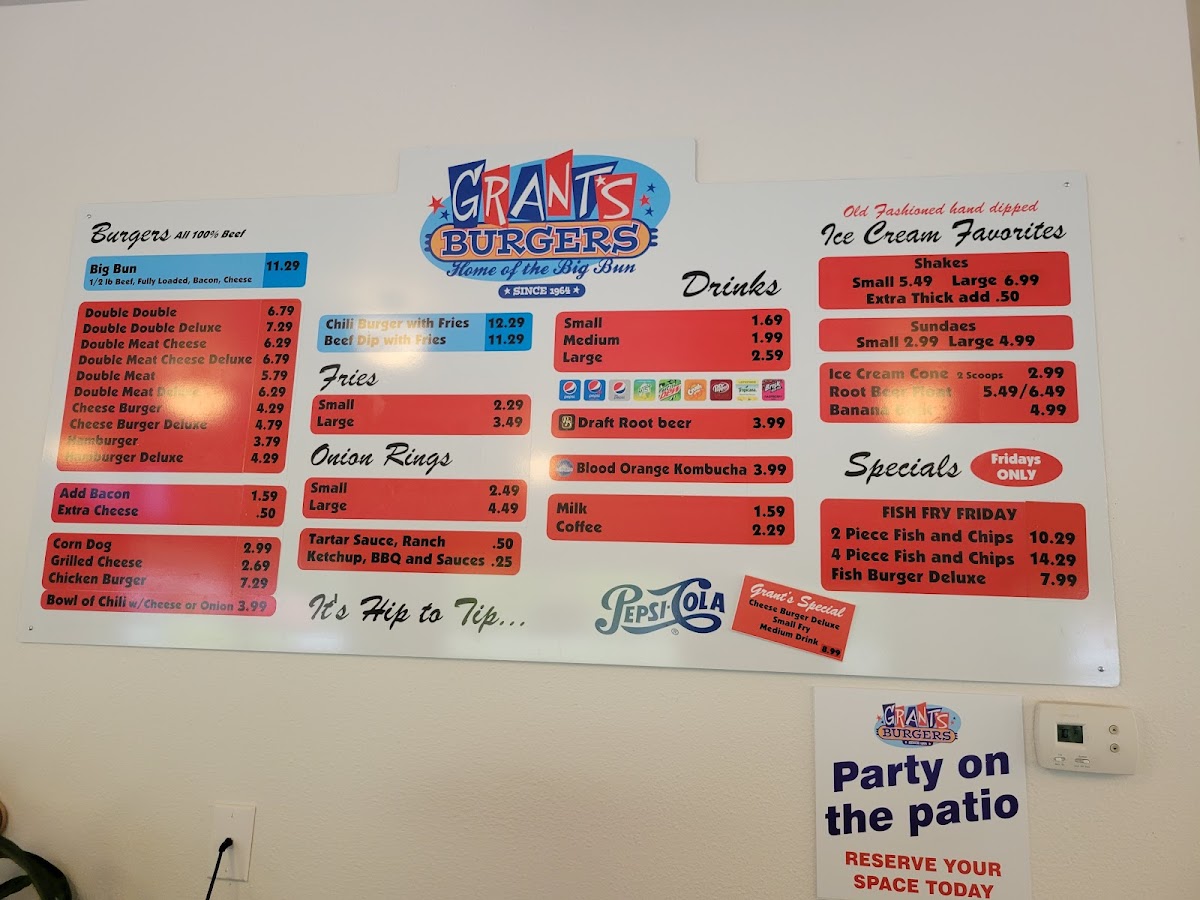 GRANT'S
BURGERS
Home of the Big Bun
★ SINCE 1964 ★
Burgers All 100% Beef
Big Bun 11.29
1/2 lb Beef, Fully Loaded, Bacon, Cheese
Double Double 6.79
Double Double Deluxe 7.29
Double Meat Cheese 6.29
Double Meat Cheese Deluxe 6.79
Double Meat 5.79
Double Meat Deluxe 6.29
Cheese Burger 4.29
Cheese Burger Deluxe 4.79
Hamburger 3.79
Hamburger Deluxe 4.29
Add Bacon 1.59
Extra Cheese .50
Corn Dog 2.99
Grilled Cheese 2.69
Chicken Burger 7.29
Bowl of Chili w/Cheese or Onion 3.99
Chili Burger with Fries 12.29
Beef Dip with Fries 11.29
Fries
Small 2.29
Large 3.49
Onion Rings
Small 2.49
Large 4.49
Tartar Sauce, Ranch .50
Ketchup, BBQ and Sauces .25
It's Hip to Tip...
Drinks
Small 1.69
Medium 1.99
Large 2.59
Draft Root beer 3.99
Blood Orange Kombucha 3.99
Milk 1.59
Coffee 2.29
PEPSI-COLA
®
Grant's Special
Cheese Burger Deluxe
Small Fry
Medium Drink 8.99
Old Fashioned hand dipped
Ice Cream Favorites
Shakes
Small 5.49 Large 6.99
Extra Thick add .50
Sundaes
Small 2.99 Large 4.99
Ice Cream Cone 2 Scoops 2.99
Root Beer Float 5.49/6.49
Banana 4.99
Specials
Fridays
ONLY
FISH FRY FRIDAY
2 Piece Fish and Chips 10.29
4 Piece Fish and Chips 14.29
Fish Burger Deluxe 7.99
GRANT'S
BURGERS
Party on
the patio
RESERVE YOUR
SPACE TODAY